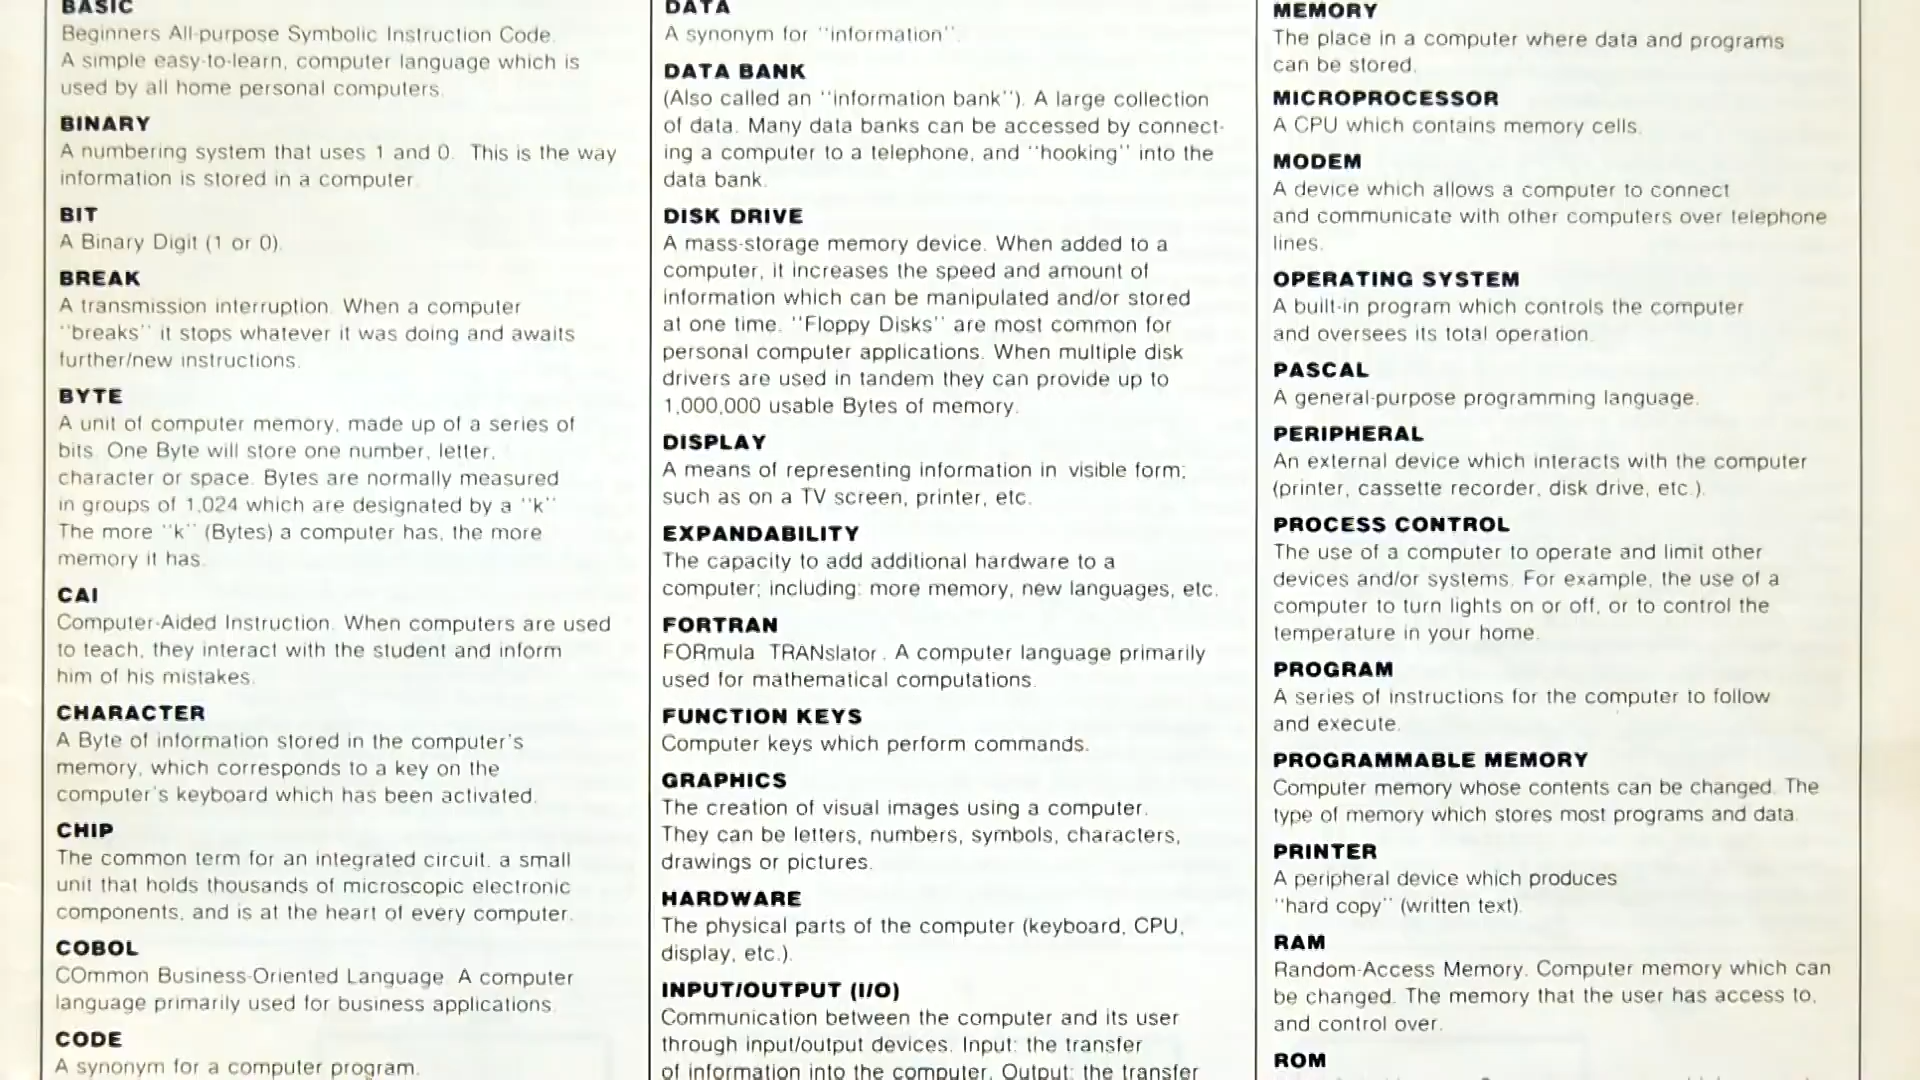 BASIC
Beginners All-purpose Symbolic Instruction Code.
A simple easy-to-learn, computer language which is
used by all home personal computers.
BINARY
A numbering system that uses 1 and 0. This is the way
information is stored in a computer.
BIT
A Binary Digit (1 or 0).
BREAK
A transmission interruption. When a computer
"breaks" it stops whatever it was doing and awaits
further/new instructions.
BYTE
A unit of computer memory, made up of a series of
bits. One Byte will store one number, letter,
character or space. Bytes are normally measured
in groups of 1,024 which are designated by a "k"
The more "k" (Bytes) a computer has, the more
memory it has.
CAI
Computer-Aided Instruction. When computers are used
to teach, they interact with the student and inform
him of his mistakes.
CHARACTER
A Byte of information stored in the computer's
memory, which corresponds to a key on the
computer's keyboard which has been activated.
CHIP
The common term for an integrated circuit, a small
unit that holds thousands of microscopic electronic
components, and is at the heart of every computer.
COBOL
COmmon Business-Oriented Language. A computer
language primarily used for business applications.
CODE
A synonym for a computer program.
DATA
A synonym for "information".
DATA BANK
(Also called an "information bank"). A large collection
of data. Many data banks can be accessed by connect-
ing a computer to a telephone, and "hooking" into the
data bank.
DISK DRIVE
A mass-storage memory device. When added to a
computer, it increases the speed and amount of
information which can be manipulated and/or stored
at one time. "Floppy Disks" are most common for
personal computer applications. When multiple disk
drivers are used in tandem they can provide up to
1,000,000 usable Bytes of memory.
DISPLAY
A means of representing information in visible form;
such as on a TV screen, printer, etc.
EXPANDABILITY
The capacity to add additional hardware to a
computer; including: more memory, new languages, etc.
FORTRAN
FORmula TRANslator. A computer language primarily
used for mathematical computations.
FUNCTION KEYS
Computer keys which perform commands.
GRAPHICS
The creation of visual images using a computer.
They can be letters, numbers, symbols, characters,
drawings or pictures.
HARDWARE
The physical parts of the computer (keyboard, CPU,
display, etc.).
INPUT/OUTPUT (I/O)
Communication between the computer and its user
through input/output devices. Input: the transfer
of information into the computer. Output: the transfer
MEMORY
The place in a computer where data and programs
can be stored.
MICROPROCESSOR
A CPU which contains memory cells.
MODEM
A device which allows a computer to connect
and communicate with other computers over telephone
lines.
OPERATING SYSTEM
A built-in program which controls the computer
and oversees its total operation.
PASCAL
A general-purpose programming language.
PERIPHERAL
An external device which interacts with the computer
(printer, cassette recorder, disk drive, etc.).
PROCESS CONTROL
The use of a computer to operate and limit other
devices and/or systems. For example, the use of a
computer to turn lights on or off, or to control the
temperature in your home.
PROGRAM
A series of instructions for the computer to follow
and execute.
PROGRAMMABLE MEMORY
Computer memory whose contents can be changed. The
type of memory which stores most programs and data.
PRINTER
A peripheral device which produces
"hard copy" (written text).
RAM
Random-Access Memory. Computer memory which can
be changed. The memory that the user has access to,
and control over.
ROM